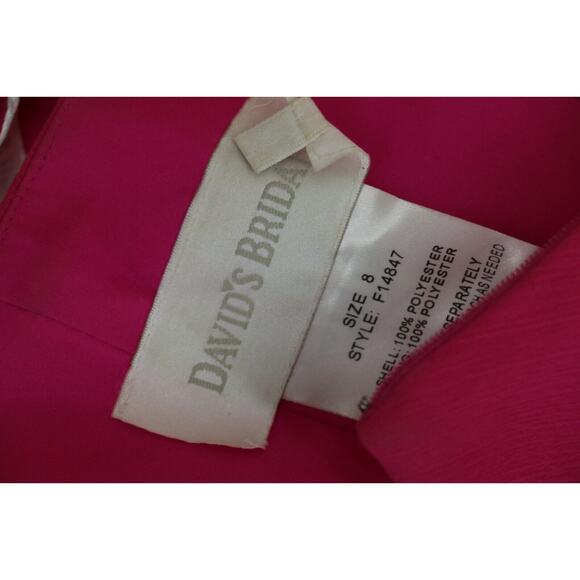 DAVID'S BRIDAL
SIZE 8
STYLE: F14847
SHELL: 100% POLYESTER
G: 100% POLYESTER
SEPARATELY
AS NEEDED